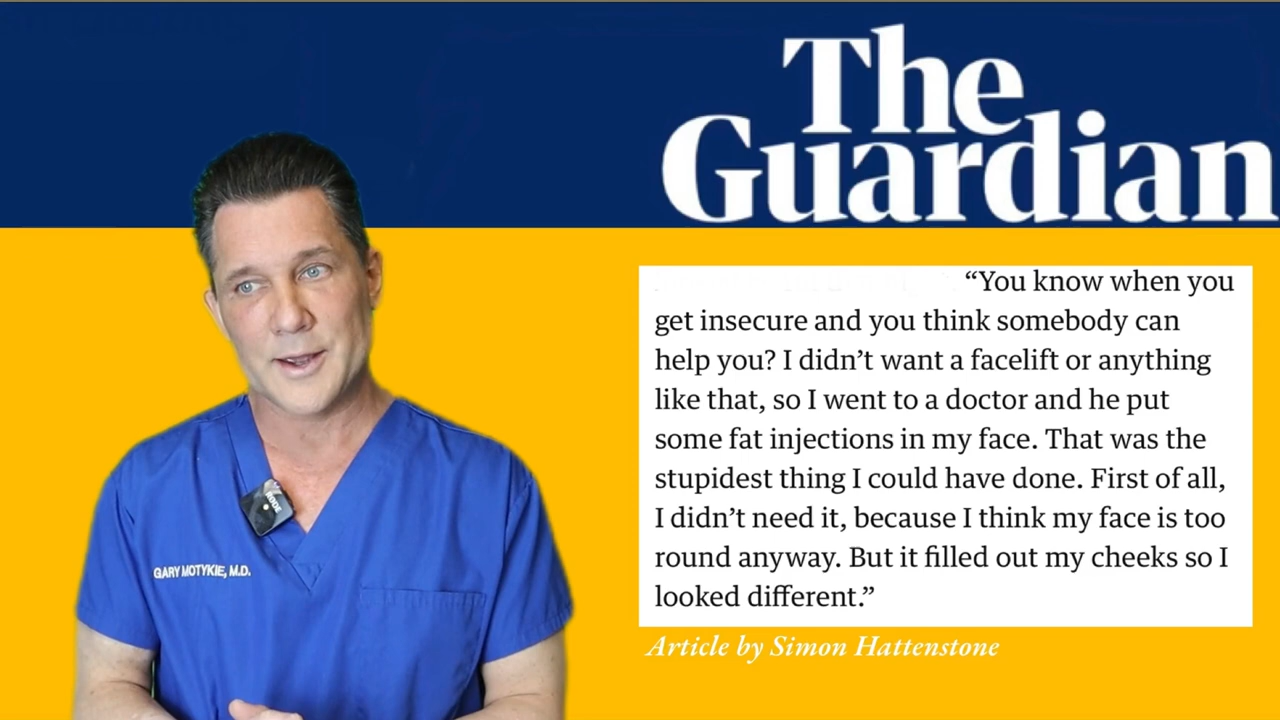 The
Guardian
GARY MOTYKIE, M.D.
RODE
“You know when you
get insecure and you think somebody can
help you? I didn’t want a facelift or anything
like that, so I went to a doctor and he put
some fat injections in my face. That was the
stupidest thing I could have done. First of all,
I didn’t need it, because I think my face is too
round anyway. But it filled out my cheeks so I
looked different.”
Article by Simon Hattenstone